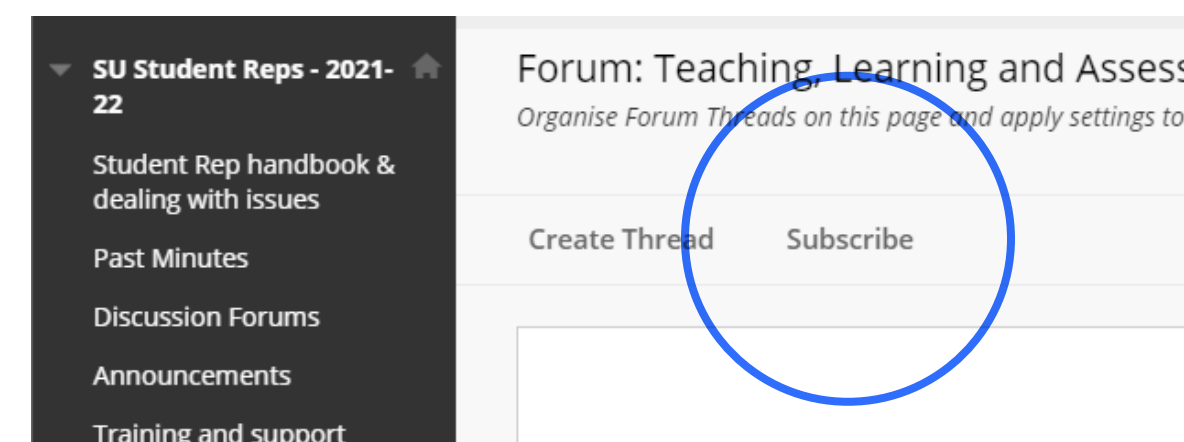 SU Student Reps - 2021-
22
Student Rep handbook &
dealing with issues
Past Minutes
Discussion Forums
Announcements
Training and support
Forum: Teaching, Learning and Assess
Organise Forum Threads on this page and apply settings to
Create Thread Subscribe